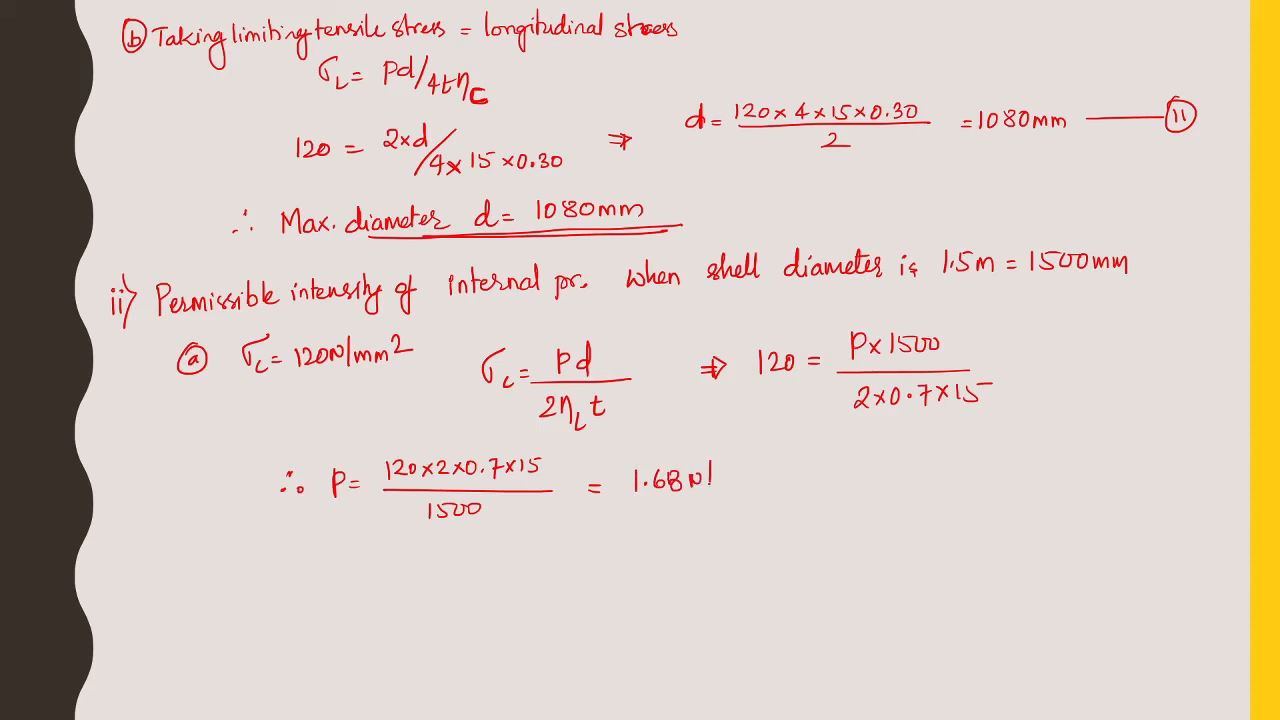 (b) Taking limiting tensile stress = longitudinal stress
σL = Pd/4tηc
120 = 2×d/4×15×0.30 ⇒ d = 120×4×15×0.30/2 = 1080mm —— (ii)
∴ Max. diameter d = 1080mm
ii) Permissible intensity of internal pr. when shell diameter is 1.5m = 1500mm
(a) σc = 120N/mm2 σc = Pd/2ηL t ⇒ 120 = P×1500/2×0.7×15
∴ P = 120×2×0.7×15/1500 = 1.68N/